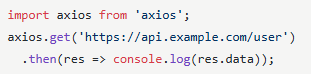 import axios from 'axios';
axios.get('https://api.example.com/user')
  .then(res => console.log(res.data));